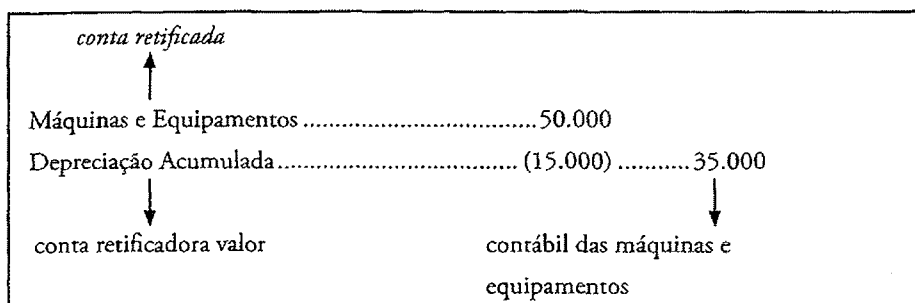 conta retificada
Máquinas e Equipamentos .................................50.000
Depreciação Acumulada................................. (15.000) ..........35.000
conta retificadora valor contábil das máquinas e
equipamentos